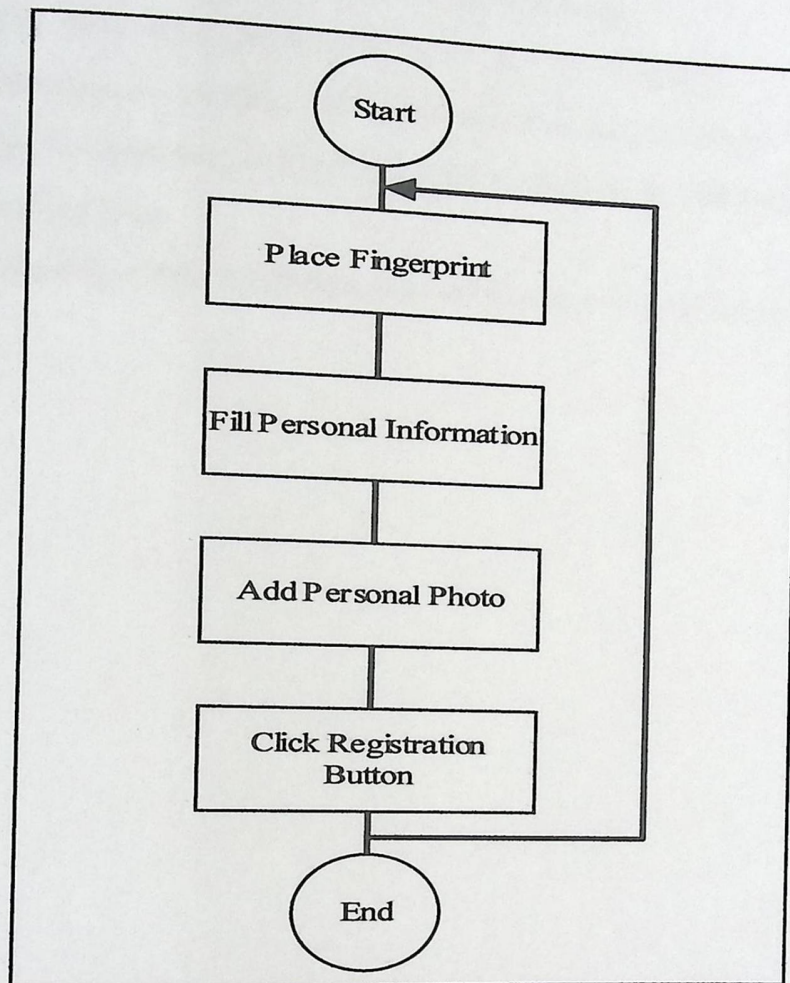 Start
Place Fingerprint
Fill Personal Information
Add Personal Photo
Click Registration
Button
End